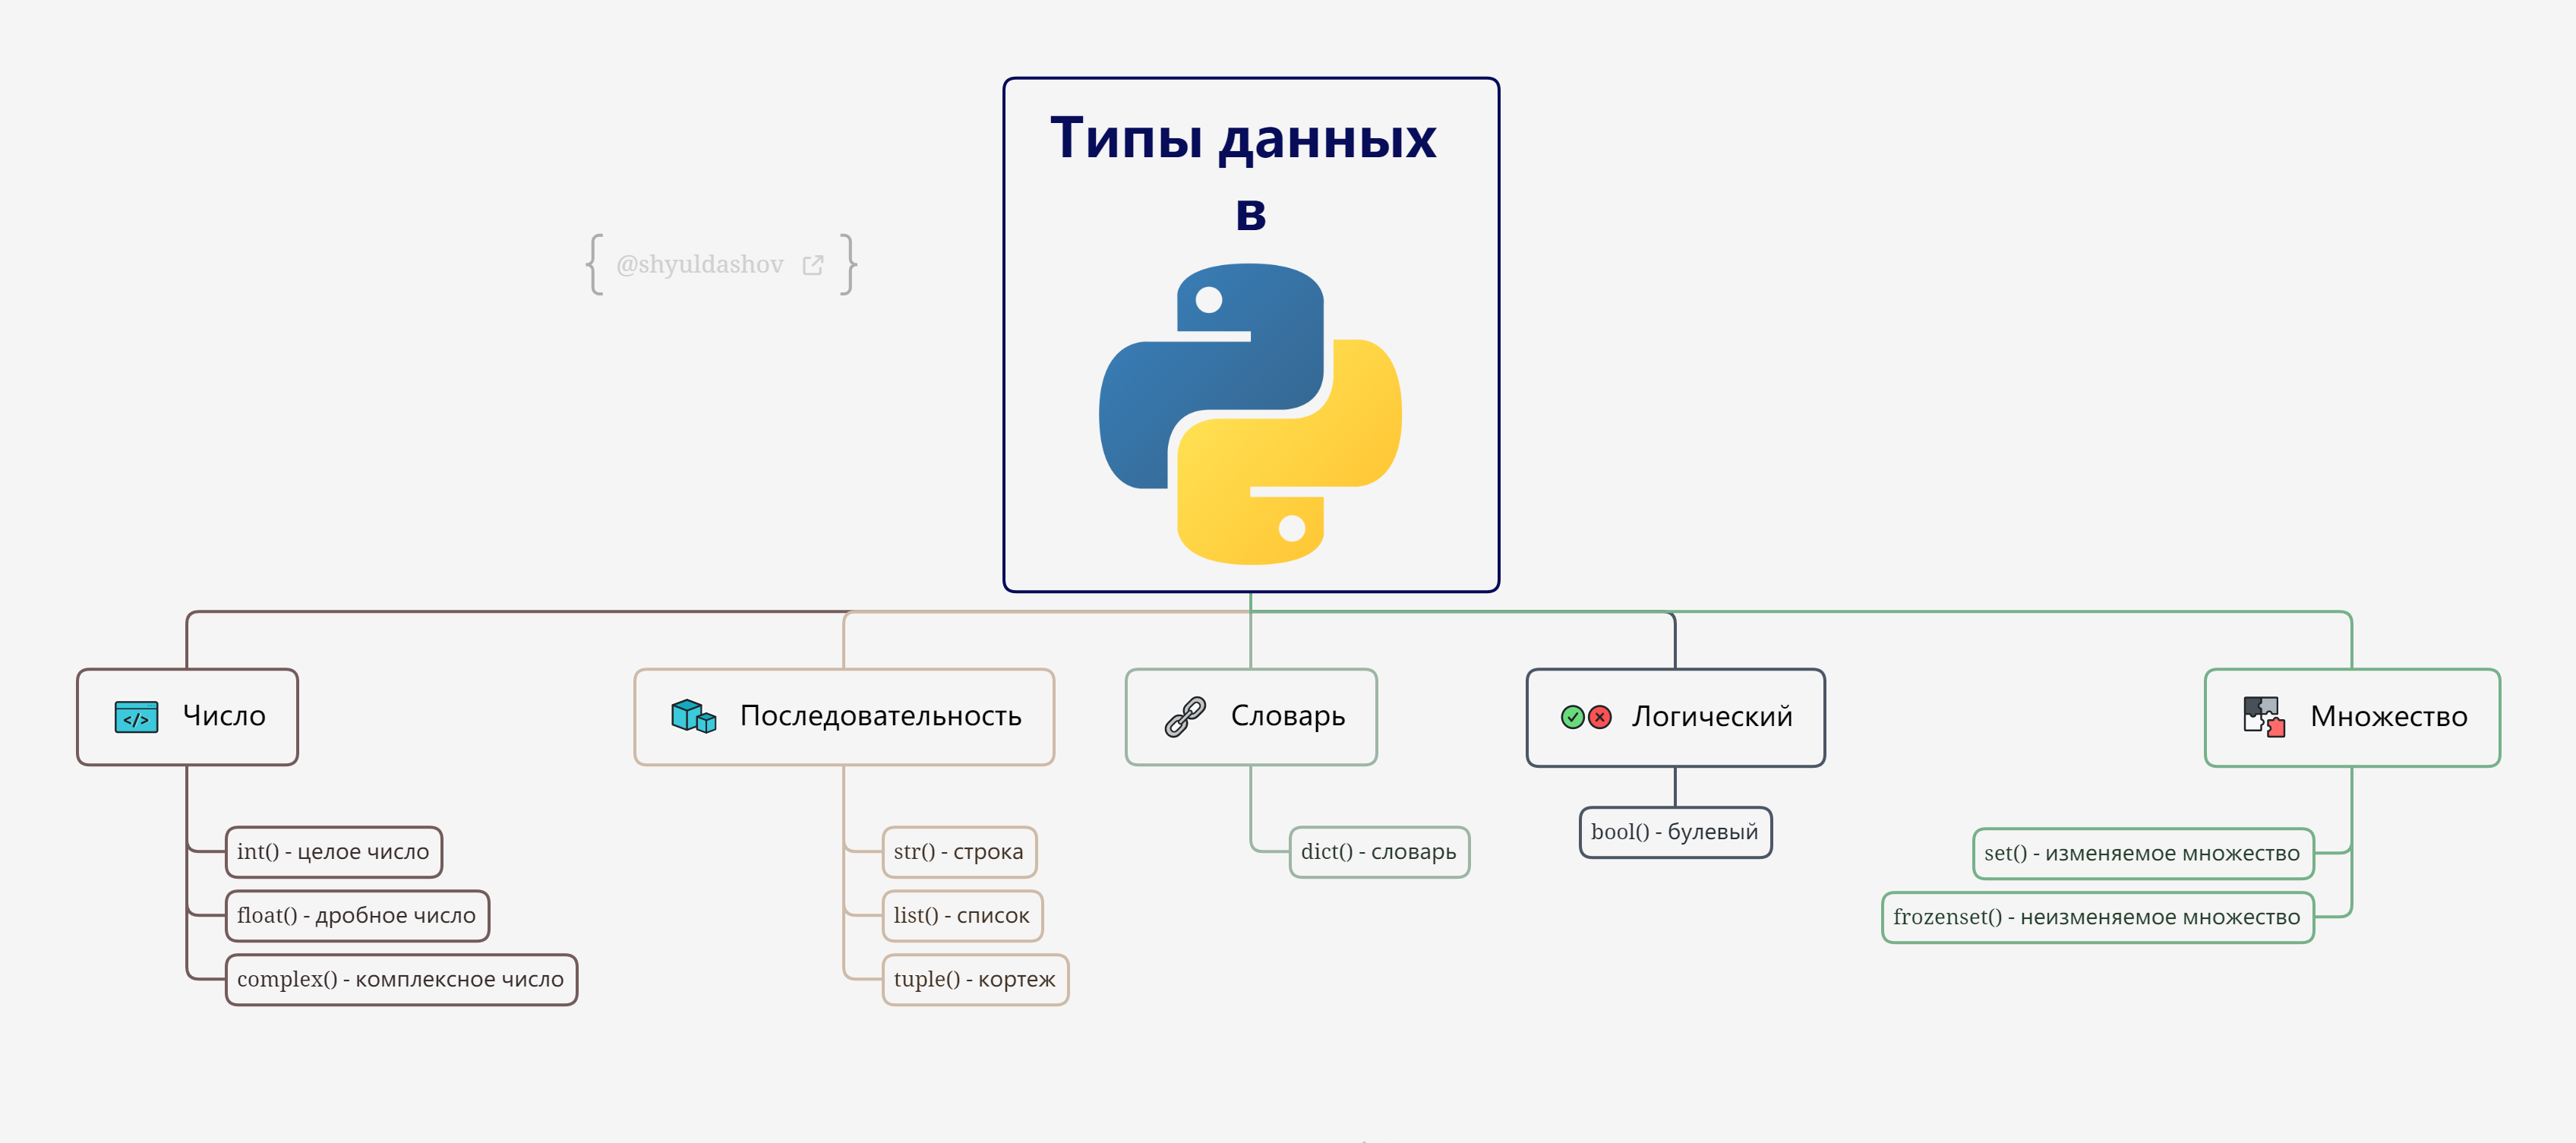 Типы данных
в
@shyuldashov
Число
Последовательность
Словарь
Логический
Множество
int() - целое число
float() - дробное число
complex() - комплексное число
str() - строка
list() - список
tuple() - кортеж
dict() - словарь
bool() - булевый
set() - изменяемое множество
frozenset() - неизменяемое множество